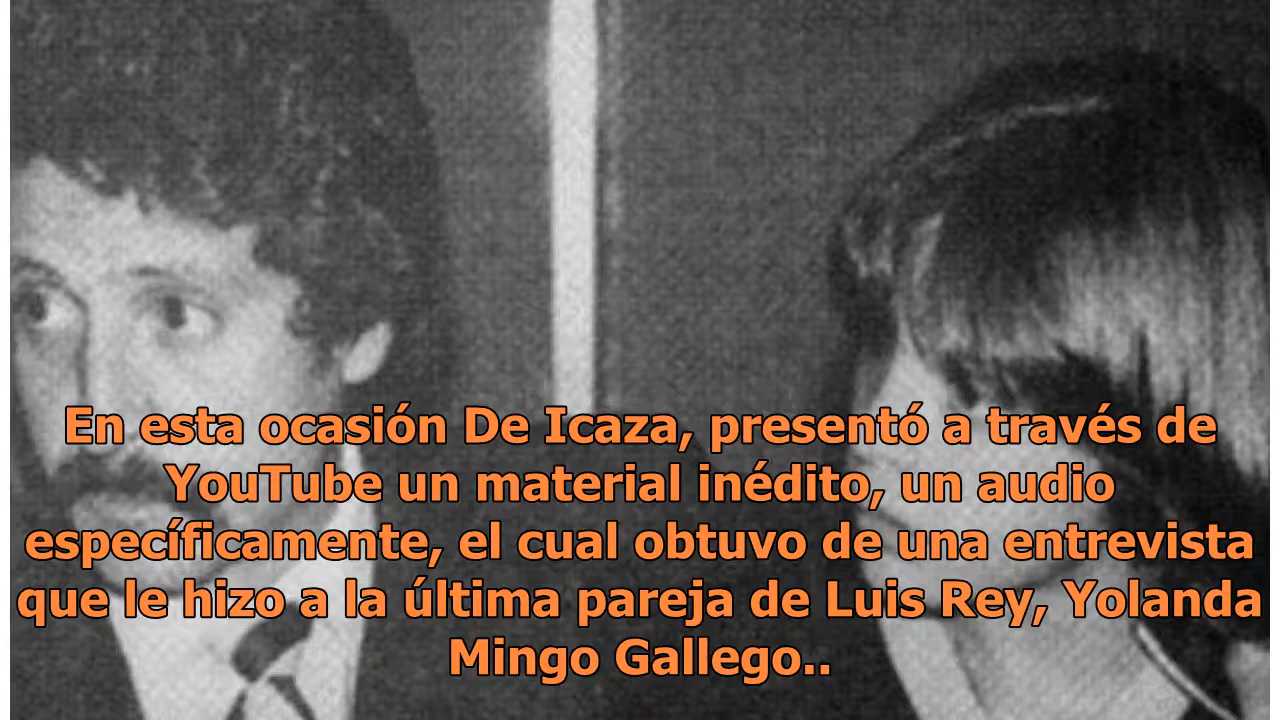 En esta ocasión De Icaza, presentó a través de
YouTube un material inédito, un audio
específicamente, el cual obtuvo de una entrevista
que le hizo a la última pareja de Luis Rey, Yolanda
Mingo Gallego..